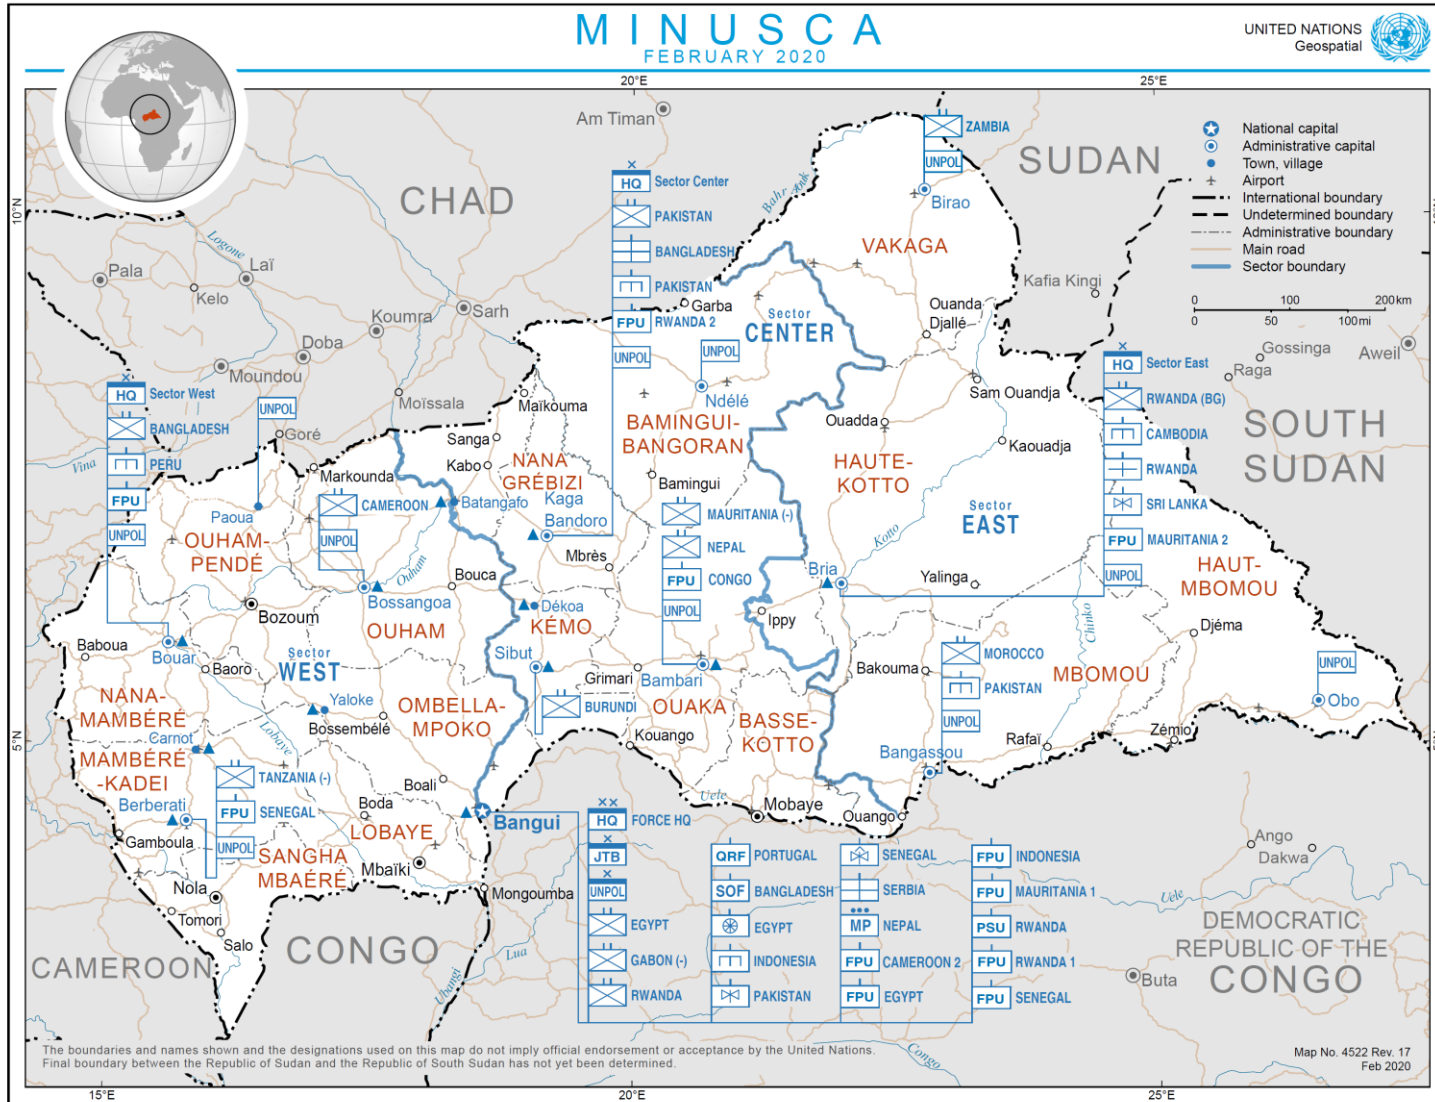 MINUSCA
FEBRUARY 2020
UNITED NATIONS
Geospatial
20°E
25°E
10°N
5°N
15°E
20°E
25°E
National capital
Administrative capital
Town, village
Airport
International boundary
Undetermined boundary
Administrative boundary
Main road
Sector boundary
0 100 200 km
0 50 100 mi
CHAD
SUDAN
SOUTH
SUDAN
DEMOCRATIC
REPUBLIC OF THE
CONGO
CONGO
CAMEROON
Am Timan
Pala
Kelo
Laï
Logone
Koumra
Sarh
Doba
Moundou
Moïssala
Goré
Vina
Bahr Aouk
Kafia Kingi
Gossinga
Raga
Aweil
Ango
Dakwa
Buta
Uele
Uele
Lua
Ubangi
Congo
Kotto
Chinko
Ouham
Lobaye
VAKAGA
BAMINGUI-
BANGORAN
HAUTE-
KOTTO
HAUT-
MBOMOU
MBOMOU
BASSE-
KOTTO
OUAKA
KÉMO
NANA
GRÉBIZI
OUHAM
OUHAM-
PENDÉ
NANA-
MAMBÉRÉ
MAMBÉRÉ
-KADEI
SANGHA
MBAÉRÉ
LOBAYE
OMBELLA-
MPOKO
Sector
CENTER
Sector
EAST
Sector
WEST
Birao
Garba
Ouanda
Djallé
Ndélé
Sam Ouandja
Ouadda
Kaouadja
Maïkouma
Sanga
Kabo
Markounda
Batangafo
Kaga
Bandoro
Bamingui
Mbrès
Paoua
Bossangoa
Bouca
Dékoa
Bozoum
Ippy
Bria
Yalinga
Djéma
Baboua
Bouar
Baoro
Sibut
Grimari
Bambari
Bakouma
Obo
Yaloke
Bossembélé
Kouango
Rafaï
Zémio
Bangassou
Carnot
Boali
Berberati
Boda
Bangui
Mobaye
Ouango
Gamboula
Mbaïki
Nola
Mongoumba
Tomori
Salo
ZAMBIA
UNPOL
HQ Sector Center
PAKISTAN
BANGLADESH
PAKISTAN
FPU RWANDA 2
UNPOL
UNPOL
HQ Sector West
BANGLADESH
PERU
FPU
UNPOL
UNPOL
CAMEROON
UNPOL
MAURITANIA (-)
NEPAL
FPU CONGO
UNPOL
BURUNDI
HQ Sector East
RWANDA (BG)
CAMBODIA
RWANDA
SRI LANKA
FPU MAURITANIA 2
UNPOL
MOROCCO
PAKISTAN
UNPOL
UNPOL
TANZANIA (-)
FPU SENEGAL
UNPOL
HQ FORCE HQ
JTB
UNPOL
EGYPT
GABON (-)
RWANDA
QRF PORTUGAL
SOF BANGLADESH
EGYPT
INDONESIA
PAKISTAN
SENEGAL
SERBIA
MP NEPAL
FPU CAMEROON 2
FPU EGYPT
FPU INDONESIA
FPU MAURITANIA 1
PSU RWANDA
FPU RWANDA 1
FPU SENEGAL
The boundaries and names shown and the designations used on this map do not imply official endorsement or acceptance by the United Nations.
Final boundary between the Republic of Sudan and the Republic of South Sudan has not yet been determined.
Map No. 4522 Rev. 17
Feb 2020